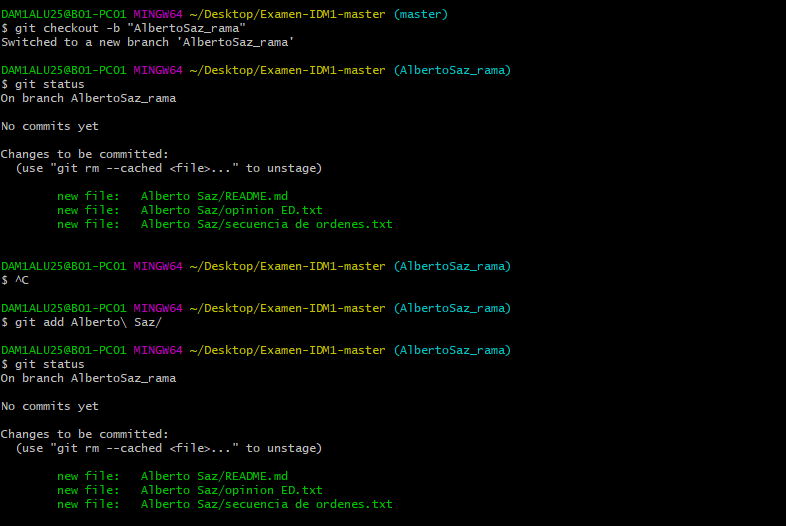 DAM1ALU25@BO1-PC01 MINGW64 ~/Desktop/Examen-IDM1-master (master)
$ git checkout -b "AlbertoSaz_rama"
Switched to a new branch 'AlbertoSaz_rama'
DAM1ALU25@BO1-PC01 MINGW64 ~/Desktop/Examen-IDM1-master (AlbertoSaz_rama)
$ git status
On branch AlbertoSaz_rama
No commits yet
Changes to be committed:
(use "git rm --cached <file>..." to unstage)
new file: Alberto Saz/README.md
new file: Alberto Saz/opinion ED.txt
new file: Alberto Saz/secuencia de ordenes.txt
DAM1ALU25@BO1-PC01 MINGW64 ~/Desktop/Examen-IDM1-master (AlbertoSaz_rama)
$ ^C
DAM1ALU25@BO1-PC01 MINGW64 ~/Desktop/Examen-IDM1-master (AlbertoSaz_rama)
$ git add Alberto\ Saz/
DAM1ALU25@BO1-PC01 MINGW64 ~/Desktop/Examen-IDM1-master (AlbertoSaz_rama)
$ git status
On branch AlbertoSaz_rama
No commits yet
Changes to be committed:
(use "git rm --cached <file>..." to unstage)
new file: Alberto Saz/README.md
new file: Alberto Saz/opinion ED.txt
new file: Alberto Saz/secuencia de ordenes.txt